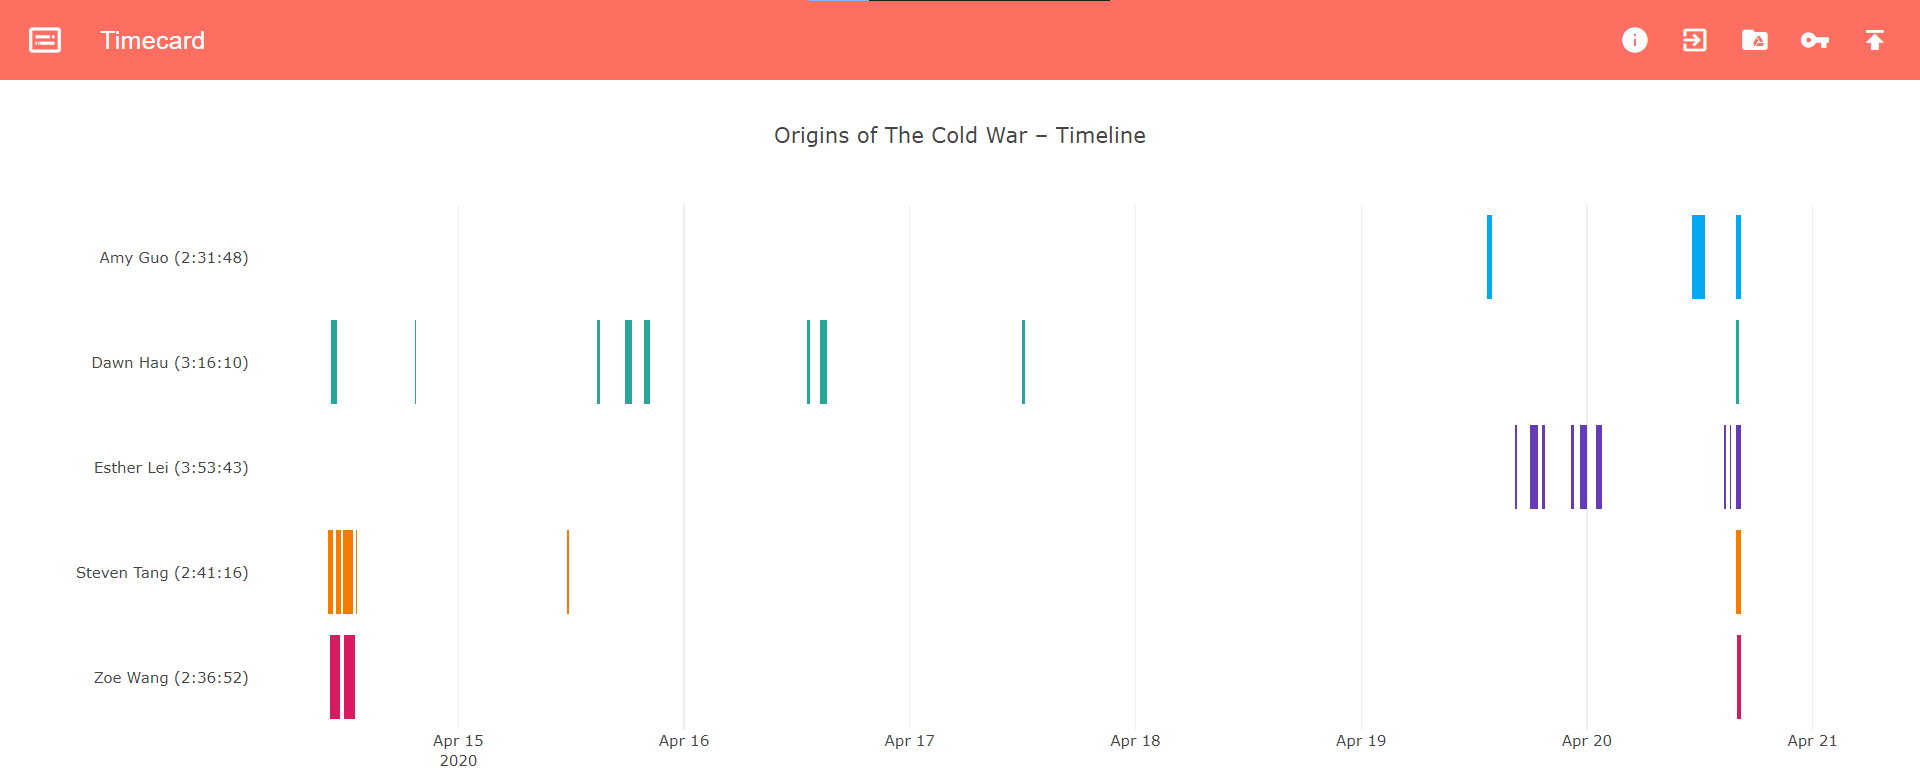 Timecard
Origins of The Cold War – Timeline
Amy Guo (2:31:48)
Dawn Hau (3:16:10)
Esther Lei (3:53:43)
Steven Tang (2:41:16)
Zoe Wang (2:36:52)
Apr 15 Apr 16 Apr 17 Apr 18 Apr 19 Apr 20 Apr 21
2020